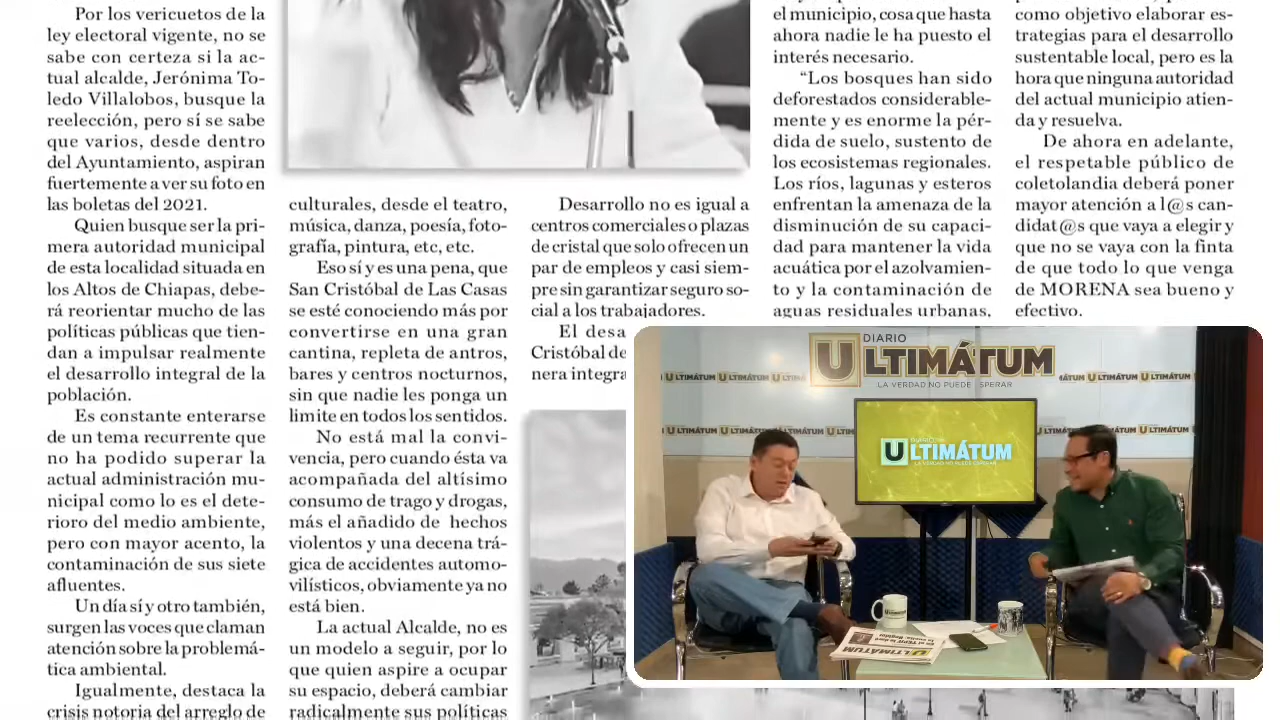 Por los vericuetos de la
ley electoral vigente, no se
sabe con certeza si la ac-
tual alcalde, Jerónima To-
ledo Villalobos, busque la
reelección, pero sí se sabe
que varios, desde dentro
del Ayuntamiento, aspiran
fuertemente a ver su foto en
las boletas del 2021.
Quien busque ser la pri-
mera autoridad municipal
de esta localidad situada en
los Altos de Chiapas, debe-
rá reorientar mucho de las
políticas públicas que tien-
dan a impulsar realmente
el desarrollo integral de la
población.
Es constante enterarse
de un tema recurrente que
no ha podido superar la
actual administración mu-
nicipal como lo es el dete-
rioro del medio ambiente,
pero con mayor acento, la
contaminación de sus siete
afluentes.
Un día sí y otro también,
surgen las voces que claman
atención sobre la problemá-
tica ambiental.
Igualmente, destaca la
crisis notoria del arreglo de
culturales, desde el teatro,
música, danza, poesía, foto-
grafía, pintura, etc, etc.
Eso sí y es una pena, que
San Cristóbal de Las Casas
se esté conociendo más por
convertirse en una gran
cantina, repleta de antros,
bares y centros nocturnos,
sin que nadie les ponga un
limite en todos los sentidos.
No está mal la convi-
vencia, pero cuando ésta va
acompañada del altísimo
consumo de trago y drogas,
más el añadido de hechos
violentos y una decena trá-
gica de accidentes automo-
vilísticos, obviamente ya no
está bien.
La actual Alcalde, no es
un modelo a seguir, por lo
que quien aspire a ocupar
su espacio, deberá cambiar
radicalmente sus políticas
Desarrollo no es igual a
centros comerciales o plazas
de cristal que solo ofrecen un
par de empleos y casi siem-
pre sin garantizar seguro so-
cial a los trabajadores.
El desa
Cristóbal de
nera integra
el municipio, cosa que hasta
ahora nadie le ha puesto el
interés necesario.
“Los bosques han sido
deforestados considerable-
mente y es enorme la pér-
dida de suelo, sustento de
los ecosistemas regionales.
Los ríos, lagunas y esteros
enfrentan la amenaza de la
disminución de su capaci-
dad para mantener la vida
acuática por el azolvamien-
to y la contaminación de
aguas residuales urbanas,
como objetivo elaborar es-
trategias para el desarrollo
sustentable local, pero es la
hora que ninguna autoridad
del actual municipio atien-
da y resuelva.
De ahora en adelante,
el respetable público de
coletolandia deberá poner
mayor atención a l@s can-
didat@s que vaya a elegir y
que no se vaya con la finta
de que todo lo que venga
de MORENA sea bueno y
efectivo.
DIARIO
ULTIMÁTUM
LA VERDAD NO PUEDE ESPERAR
ULTIMÁTUM ULTIMÁTUM ULTIMÁTUM
ULTIMÁTUM ULTIMÁTUM
ULTIMÁTUM
LA VERDAD NO PUEDE ESPERAR
ULTIMÁTUM
ULTIMÁTUM